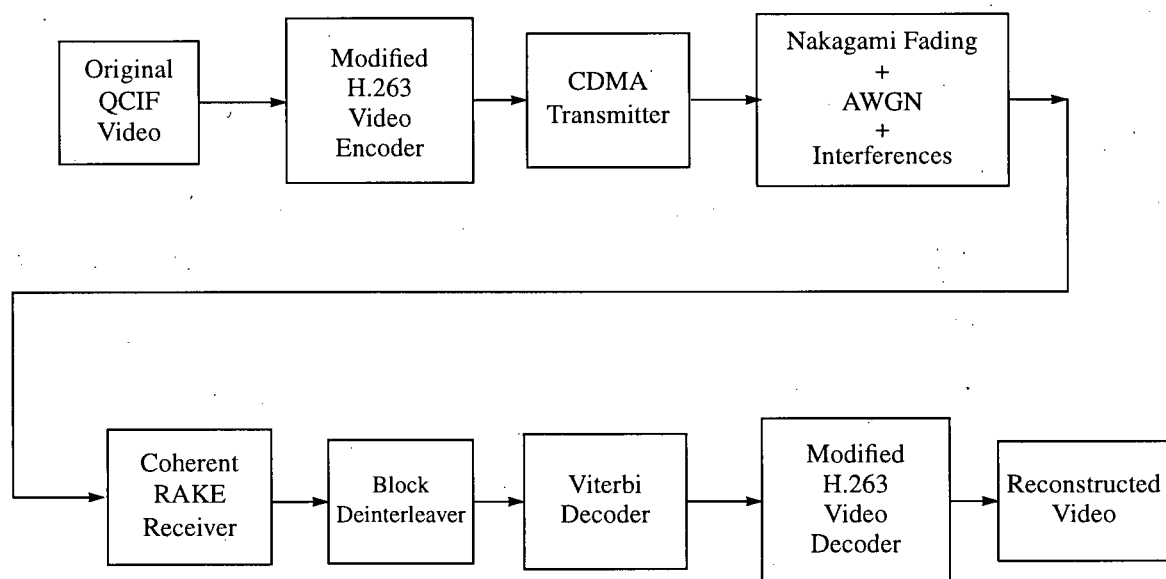 Original
QCIF
Video
Modified
H.263
Video
Encoder
CDMA
Transmitter
Nakagami Fading
+
AWGN
+
Interferences
Coherent
RAKE
Receiver
Block
Deinterleaver
Viterbi
Decoder
Modified
H.263
Video
Decoder
Reconstructed
Video